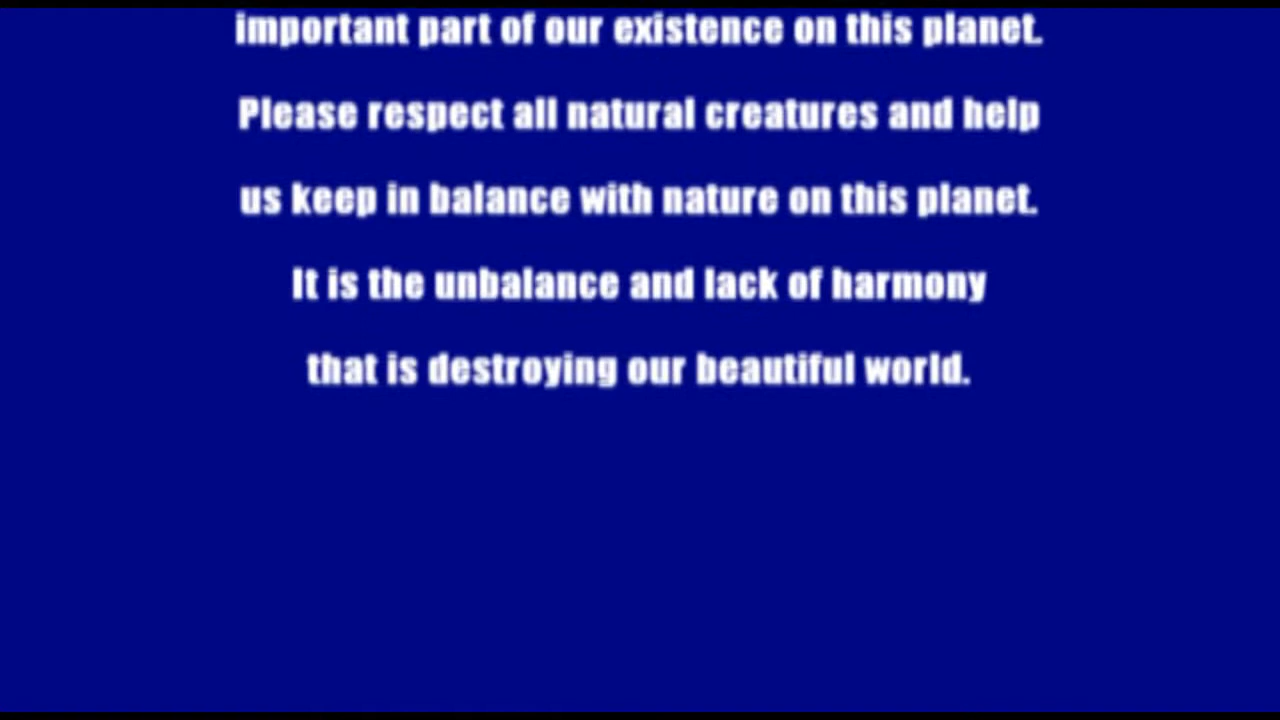 important part of our existence on this planet.
Please respect all natural creatures and help
us keep in balance with nature on this planet.
It is the unbalance and lack of harmony
that is destroying our beautiful world.